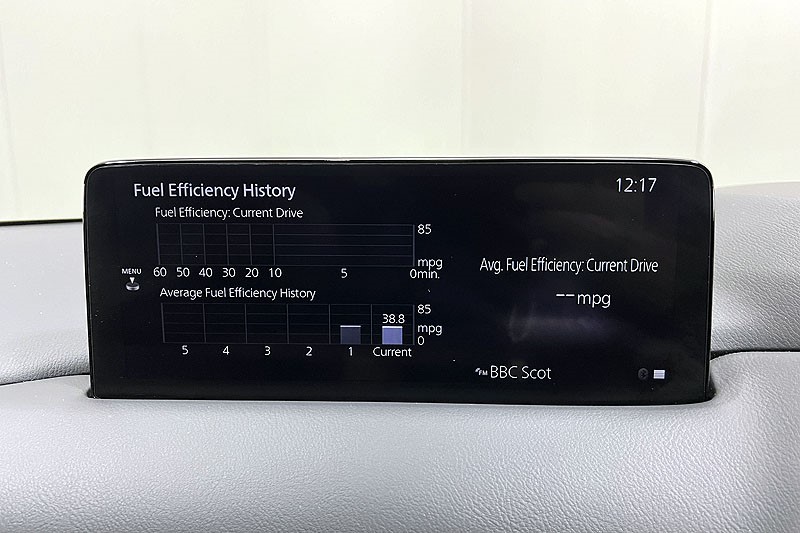 Fuel Efficiency History
12:17
Fuel Efficiency: Current Drive
85
mpg
60 50 40 30 20 10 5 0min.
MENU
Average Fuel Efficiency History
85
38.8
mpg
0
5 4 3 2 1 Current
Avg. Fuel Efficiency: Current Drive
--mpg
FM BBC Scot